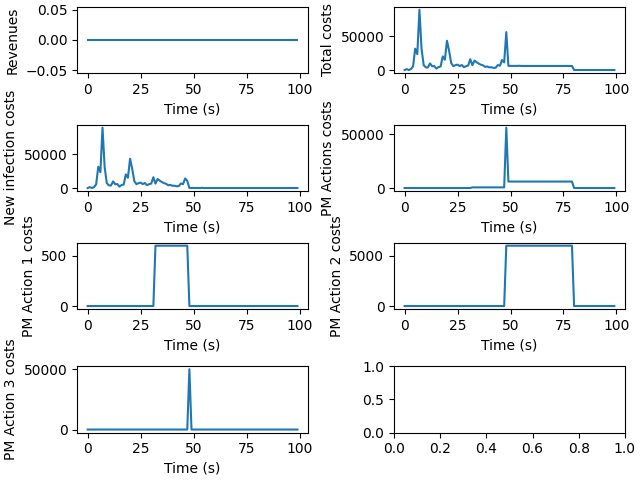 Revenues
0.05
0.00
−0.05
0 25 50 75 100
Time (s)
Total costs
50000
0
0 25 50 75 100
Time (s)
New infection costs
50000
0
0 25 50 75 100
Time (s)
PM Actions costs
50000
0
0 25 50 75 100
Time (s)
PM Action 1 costs
500
0
0 25 50 75 100
Time (s)
PM Action 2 costs
5000
0
0 25 50 75 100
Time (s)
PM Action 3 costs
50000
0
0 25 50 75 100
Time (s)
1.0
0.5
0.0
0.0 0.2 0.4 0.6 0.8 1.0